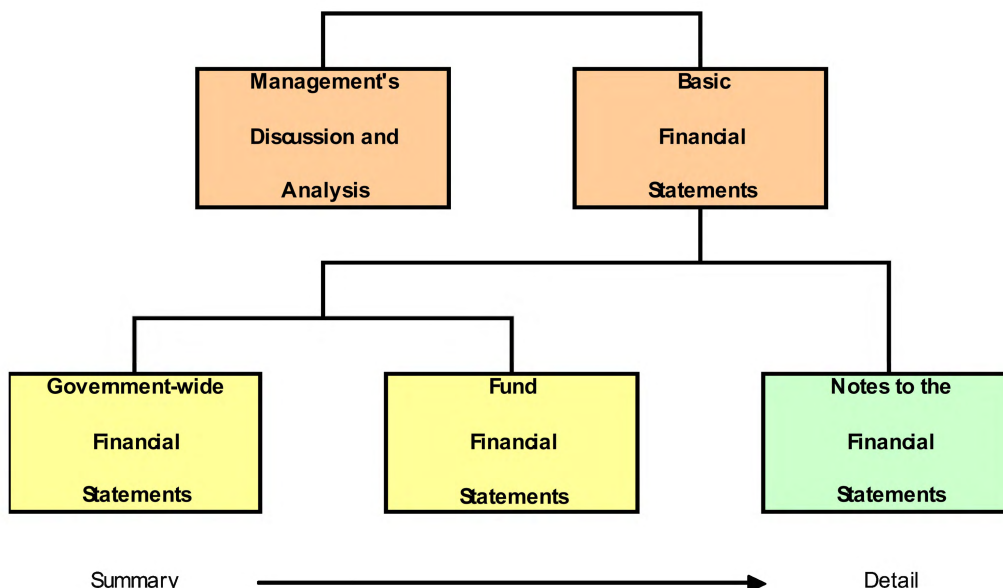 Management's
Discussion and
Analysis
Basic
Financial
Statements
Government-wide
Financial
Statements
Fund
Financial
Statements
Notes to the
Financial
Statements
Summary
Detail